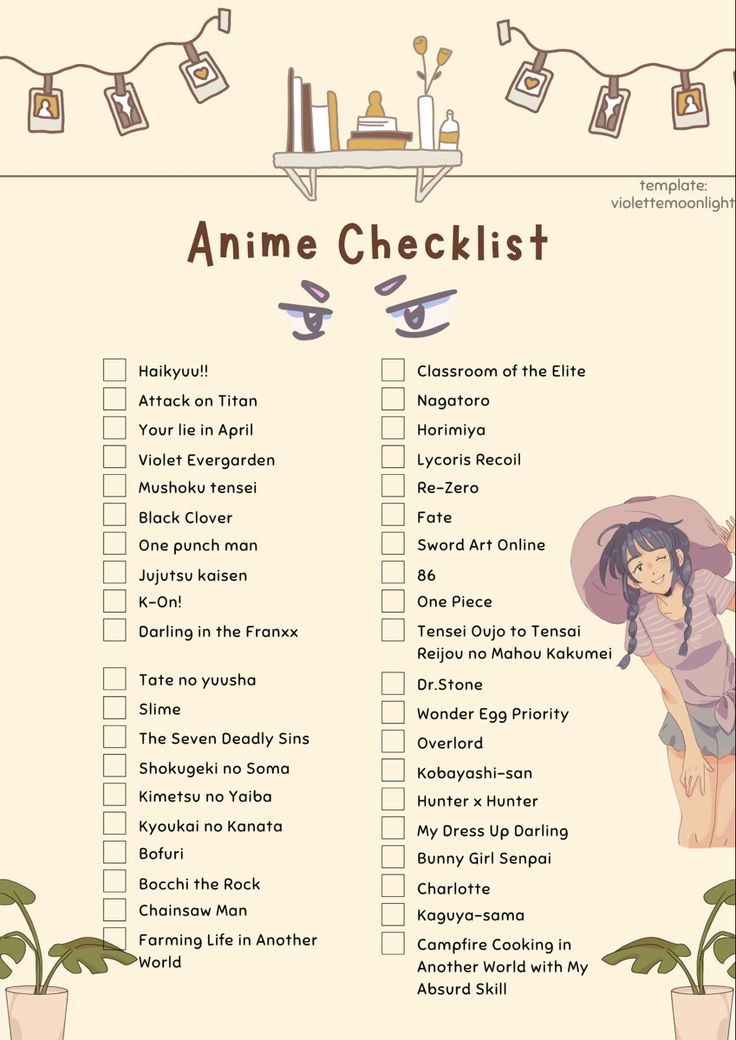 template:
violettemoonlight
Anime Checklist
Haikyuu!!
Attack on Titan
Your lie in April
Violet Evergarden
Mushoku tensei
Black Clover
One punch man
Jujutsu kaisen
K-On!
Darling in the Franxx
Tate no yuusha
Slime
The Seven Deadly Sins
Shokugeki no Soma
Kimetsu no Yaiba
Kyoukai no Kanata
Bofuri
Bocchi the Rock
Chainsaw Man
Farming Life in Another
World
Classroom of the Elite
Nagatoro
Horimiya
Lycoris Recoil
Re-Zero
Fate
Sword Art Online
86
One Piece
Tensei Oujo to Tensai
Reijou no Mahou Kakumei
Dr.Stone
Wonder Egg Priority
Overlord
Kobayashi-san
Hunter x Hunter
My Dress Up Darling
Bunny Girl Senpai
Charlotte
Kaguya-sama
Campfire Cooking in
Another World with My
Absurd Skill